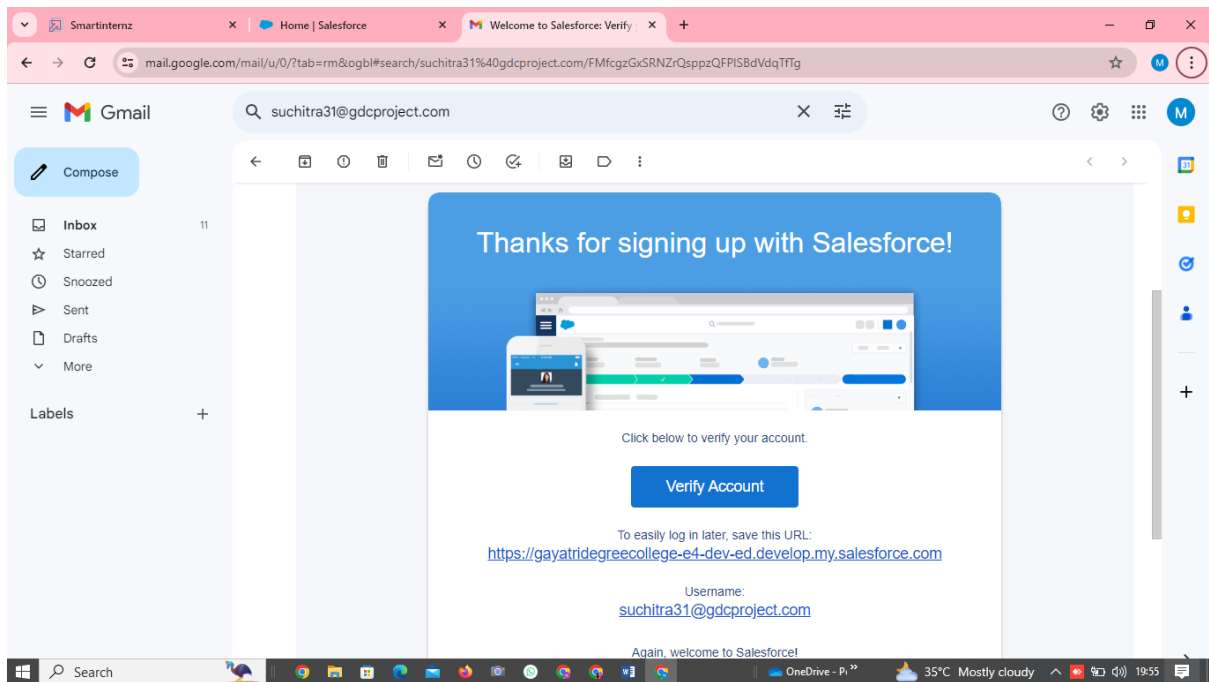 Smartinternz
Home | Salesforce
Welcome to Salesforce: Verify
mail.google.com/mail/u/0/?tab=rm&ogbl#search/suchitra31%40gdcproject.com/FMfcgzGxSRNZrQsppzQFPlSBdVdqTfTg
M
Gmail
suchitra31@gdcproject.com
M
Compose
31
Inbox 11
Starred
Snoozed
Sent
Drafts
More
Labels
Thanks for signing up with Salesforce!
Click below to verify your account.
Verify Account
To easily log in later, save this URL:
https://gayatridegreecollege-e4-dev-ed.develop.my.salesforce.com
Username:
suchitra31@gdcproject.com
Again, welcome to Salesforce!
Search
OneDrive - Pı
35°C Mostly cloudy
19:55